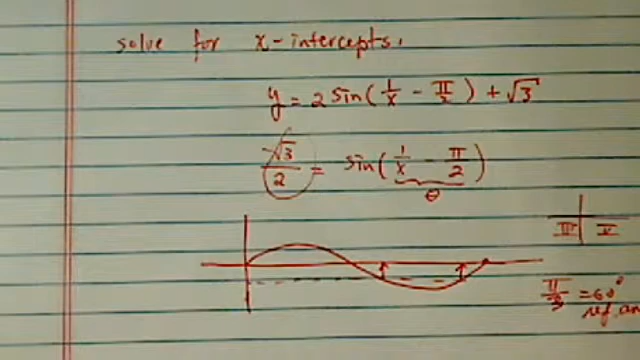 solve for x-intercepts.
y = 2 sin( 1/x - π/2 ) + √3
-√3/2 = sin( 1/x - π/2 )
θ
III IV
π/3 = 60°
ref. an